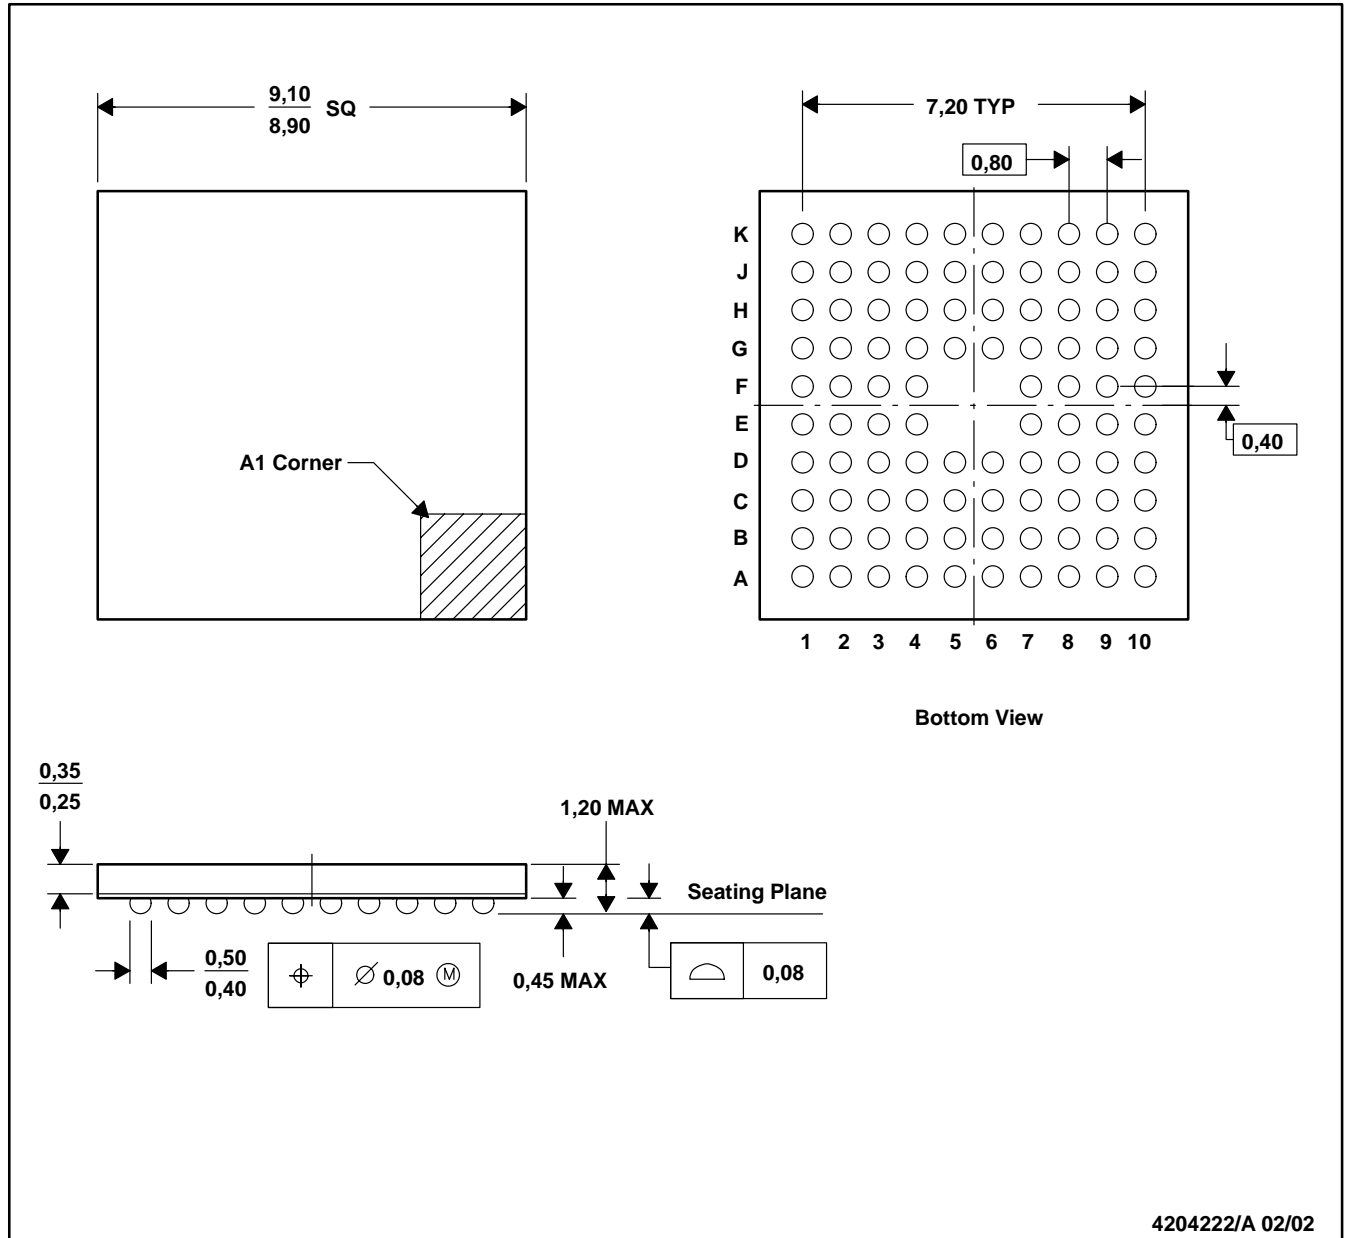 9,10
8,90
SQ
7,20 TYP
0,80
K
J
H
G
F
E
D
C
B
A
0,40
A1 Corner
1 2 3 4 5 6 7 8 9 10
Bottom View
0,35
0,25
1,20 MAX
Seating Plane
0,50
0,40
⌖ ∅ 0,08 Ⓜ
0,45 MAX
⌓ 0,08
4204222/A 02/02